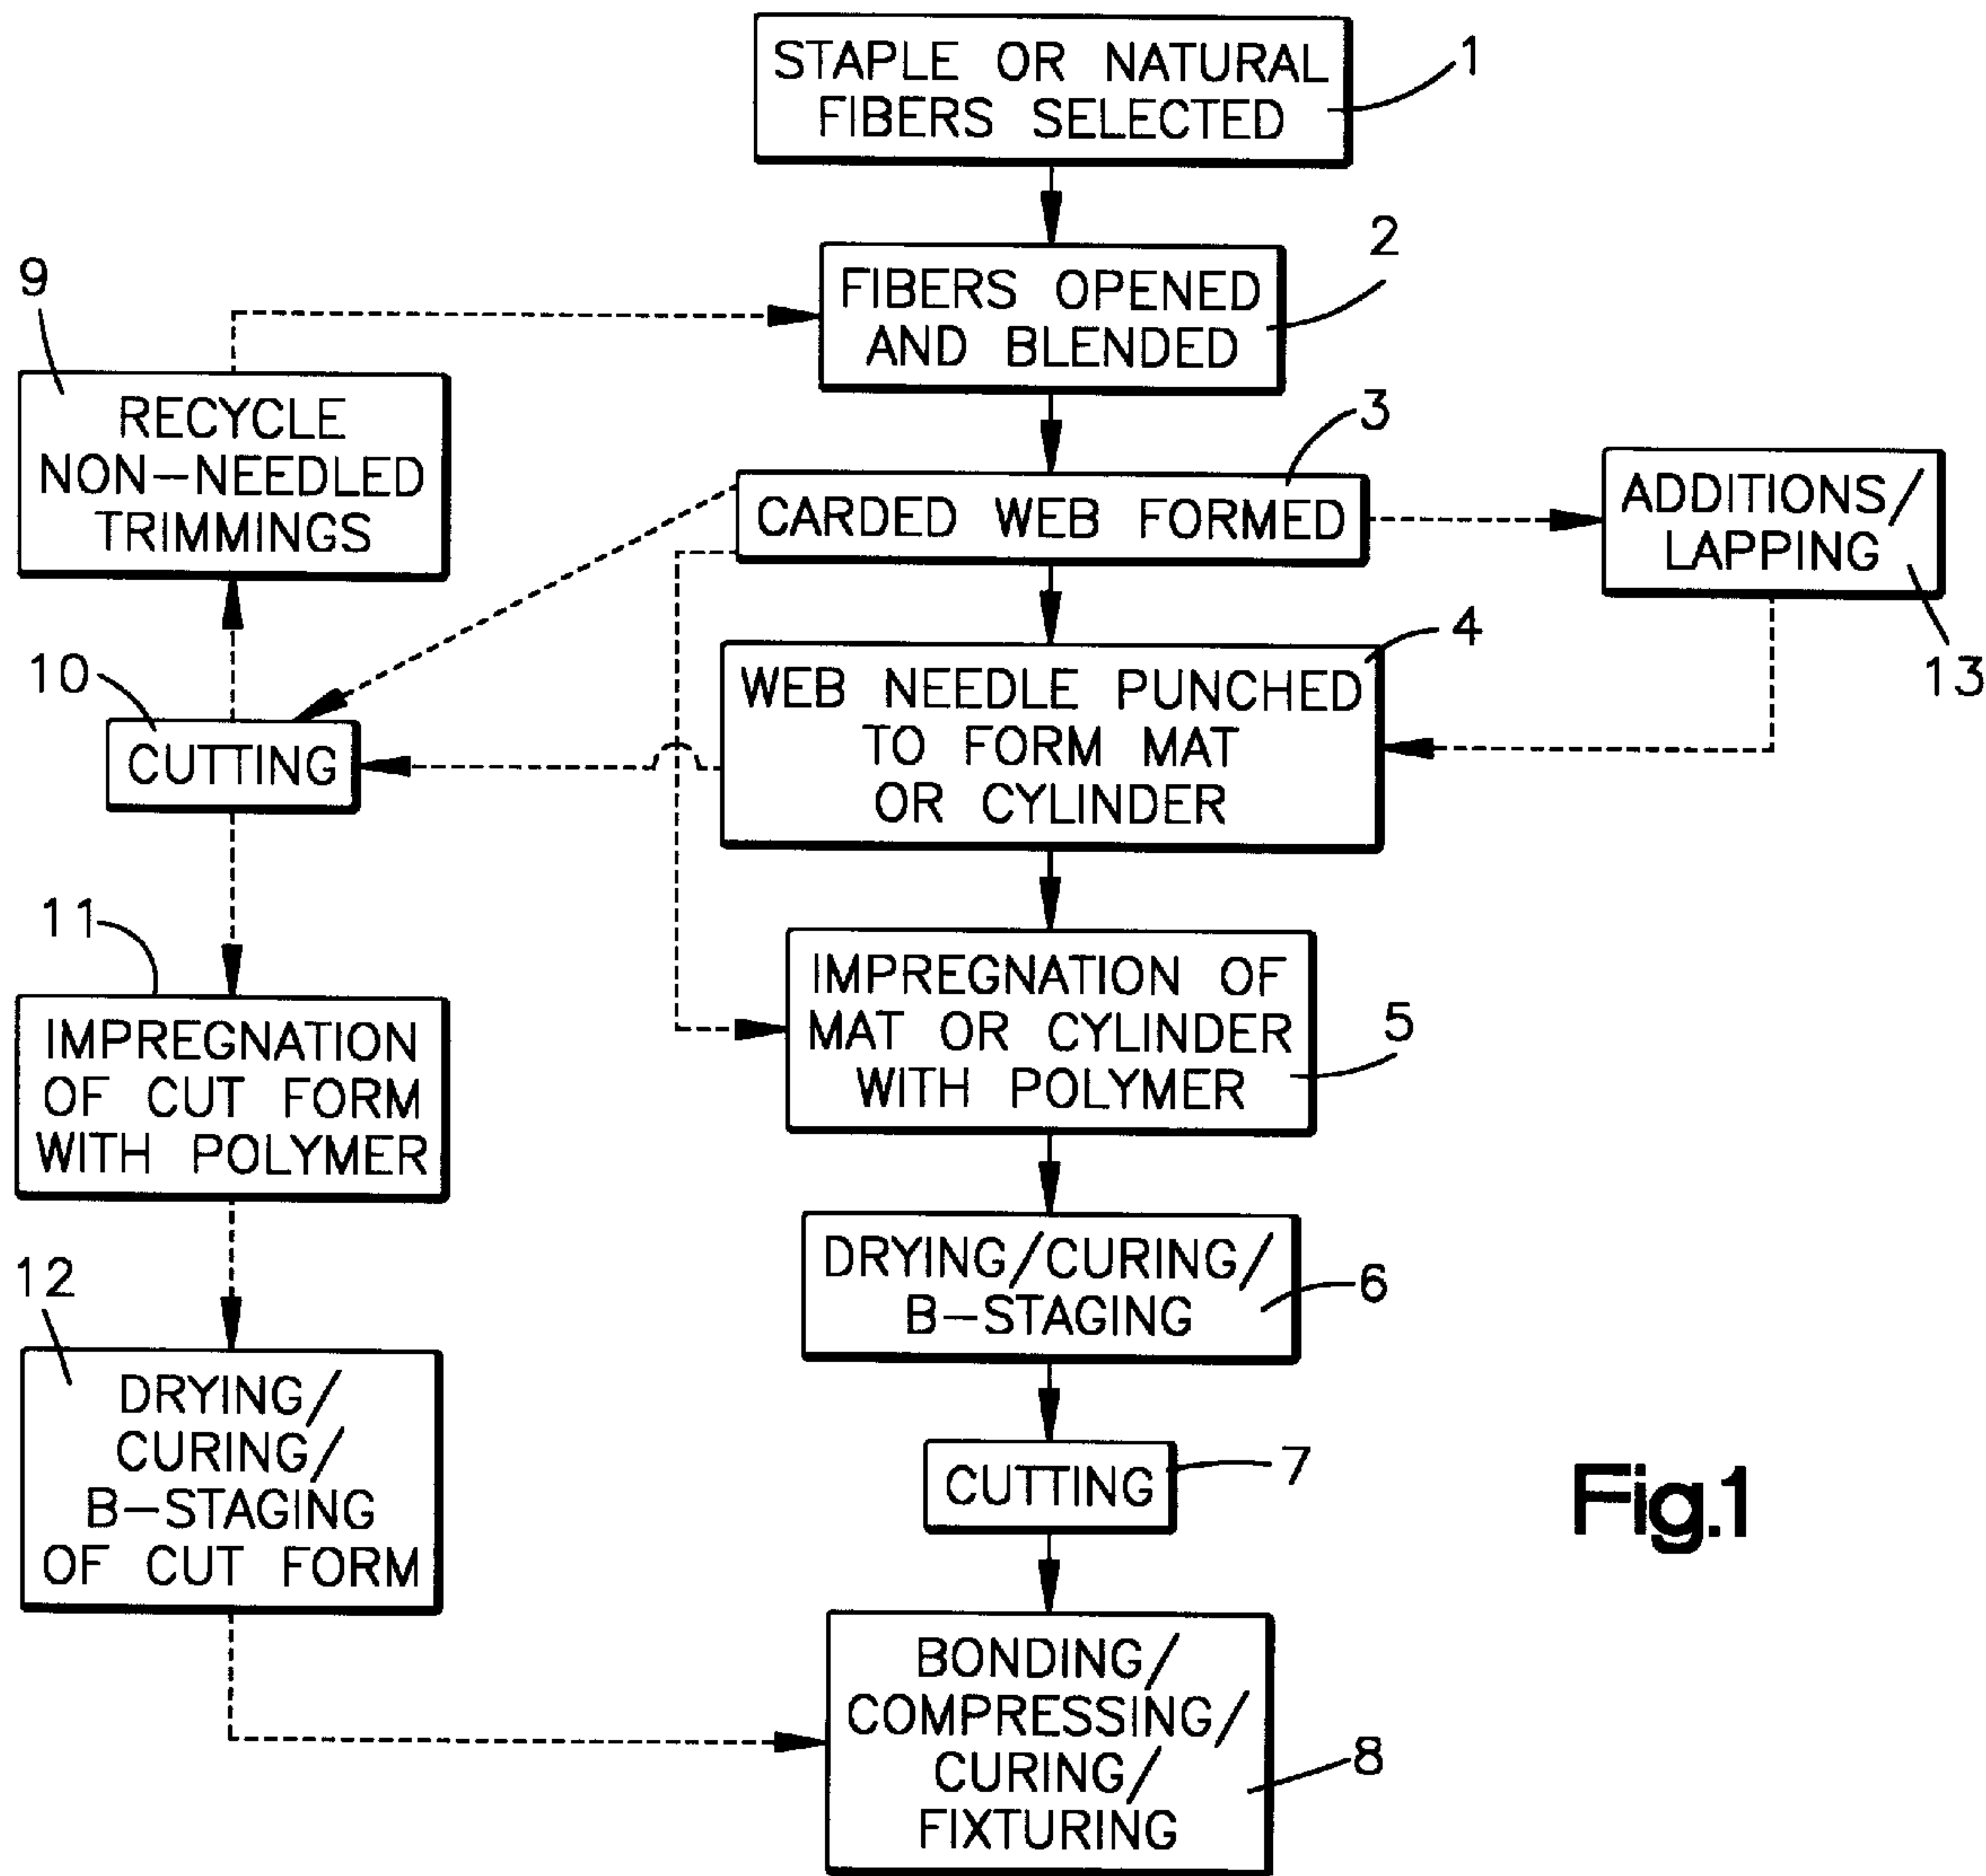 STAPLE OR NATURAL
FIBERS SELECTED
1
FIBERS OPENED
AND BLENDED
2
9
RECYCLE
NON-NEEDLED
TRIMMINGS
CARDED WEB FORMED
3
ADDITIONS/
LAPPING
13
WEB NEEDLE PUNCHED
TO FORM MAT
OR CYLINDER
4
10
CUTTING
11
IMPREGNATION
OF CUT FORM
WITH POLYMER
IMPREGNATION OF
MAT OR CYLINDER
WITH POLYMER
5
DRYING/CURING/
B-STAGING
6
12
DRYING/
CURING/
B-STAGING
OF CUT FORM
CUTTING
7
BONDING/
COMPRESSING/
CURING/
FIXTURING
8
Fig.1